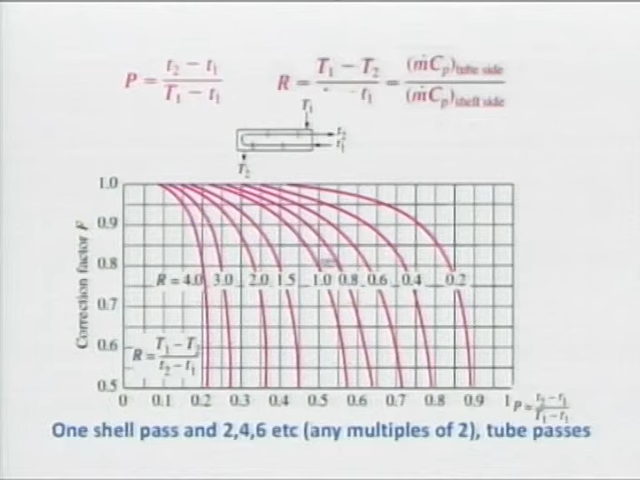 P = (t₂ − t₁) / (T₁ − t₁)
R = (T₁ − T₂) / ( − t₁) = (ṁCₚ)tube side / (ṁCₚ)shell side
T₁
t₂
t₁
T₂
Correction factor F
1.0
0.9
0.8
0.7
0.6
0.5
R = 4.0 3.0 2.0 1.5 1.0 0.8 0.6 0.4 0.2
R = (T₁ − T₂) / (t₂ − t₁)
0 0.1 0.2 0.3 0.4 0.5 0.6 0.7 0.8 0.9 1
P = (t₂ − t₁) / (T₁ − t₁)
One shell pass and 2,4,6 etc (any multiples of 2), tube passes